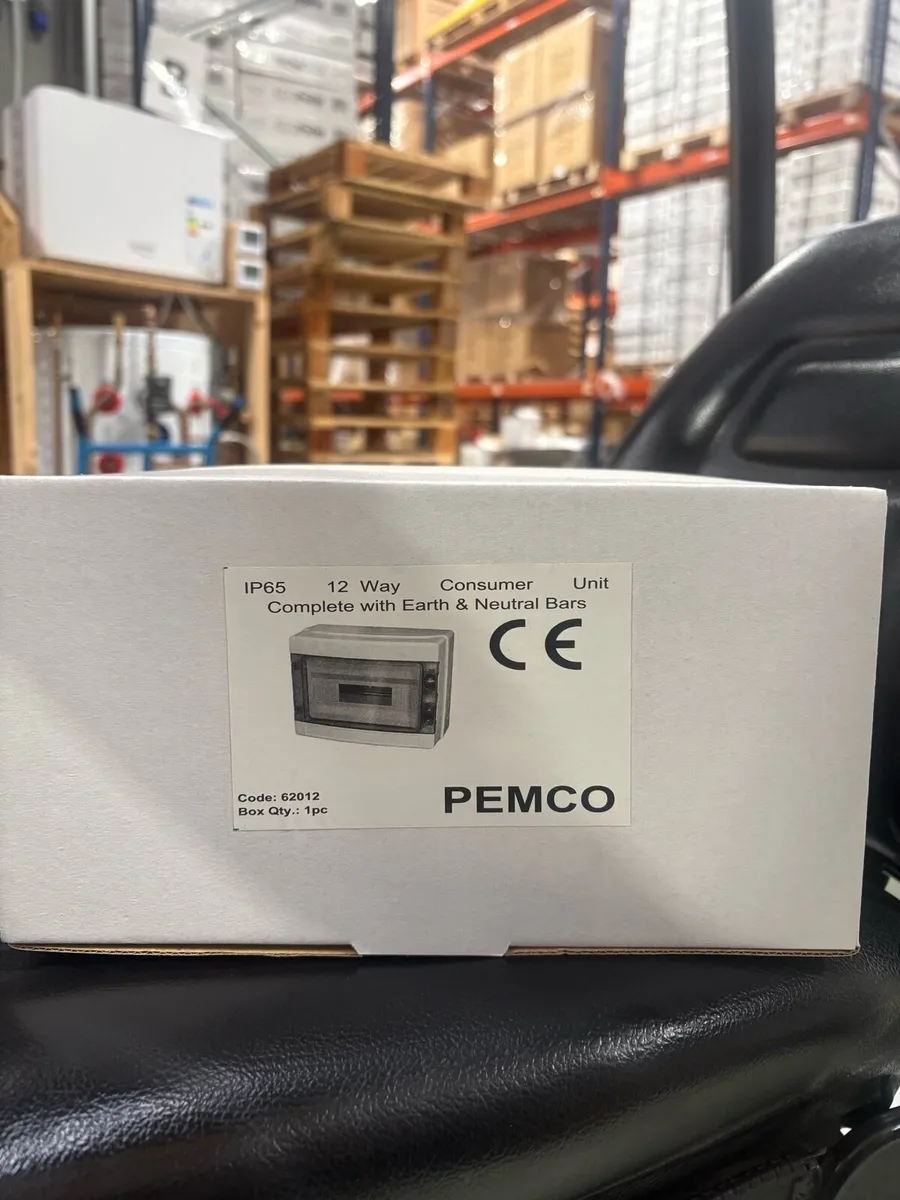 IP65 12 Way Consumer Unit
Complete with Earth & Neutral Bars
CE
Code: 62012
Box Qty.: 1pc
PEMCO